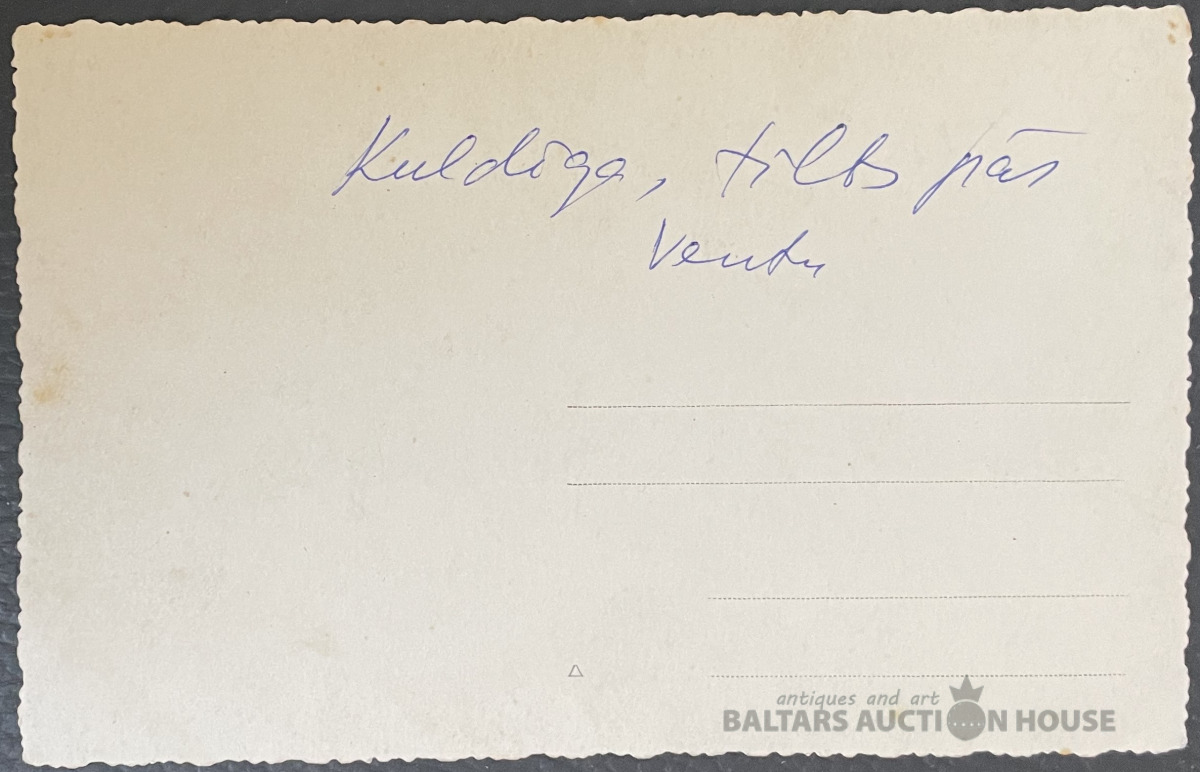 Kuldīga, tilts pār
Ventu
antiques and art
BALTARS AUCTION HOUSE